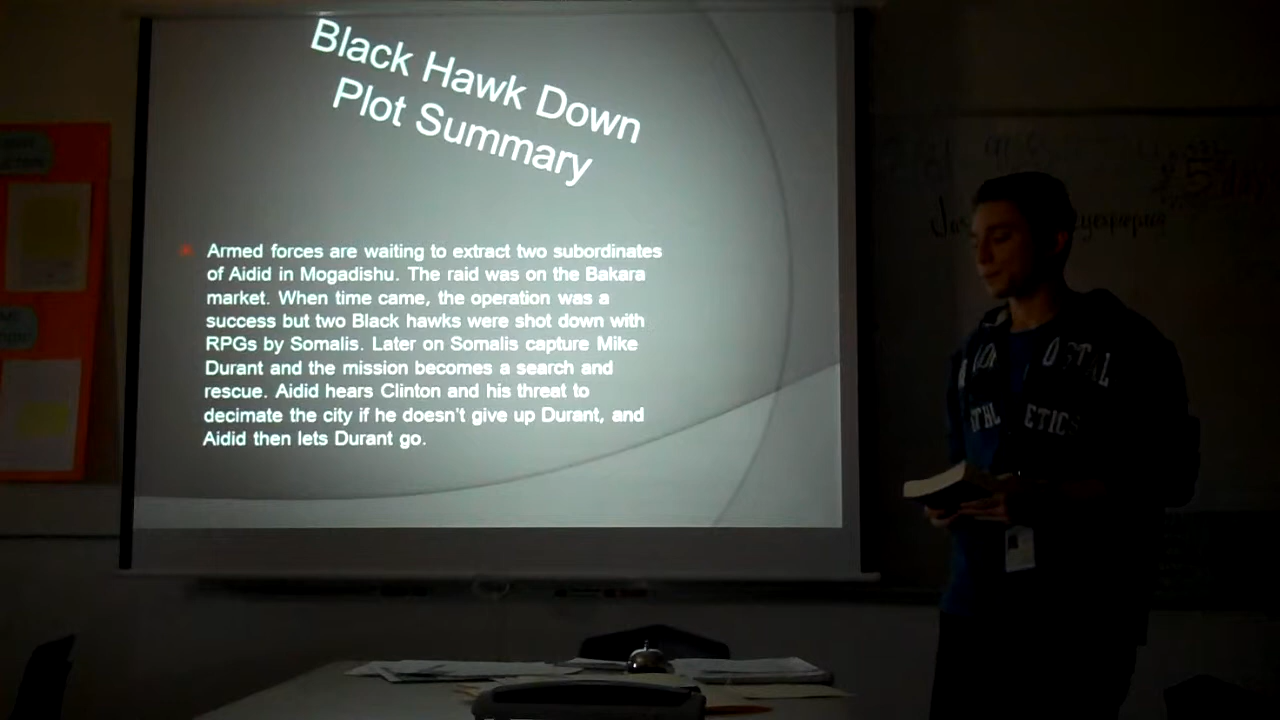 Black Hawk Down
Plot Summary
Armed forces are waiting to extract two subordinates
of Aidid in Mogadishu. The raid was on the Bakara
market. When time came, the operation was a
success but two Black hawks were shot down with
RPGs by Somalis. Later on Somalis capture Mike
Durant and the mission becomes a search and
rescue. Aidid hears Clinton and his threat to
decimate the city if he doesn't give up Durant, and
Aidid then lets Durant go.